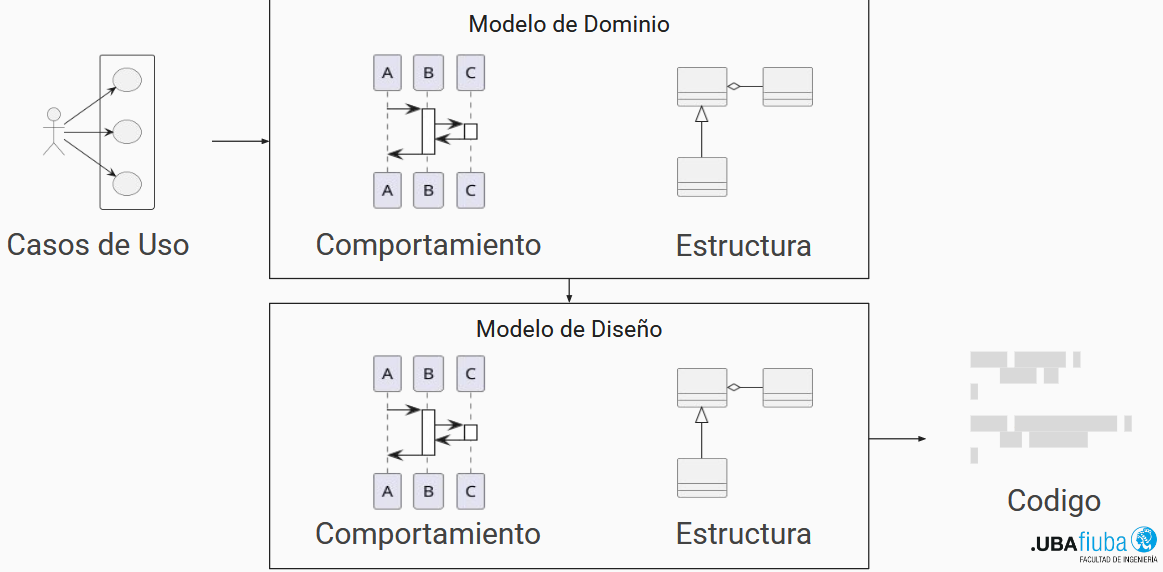 Modelo de Dominio
A B C
A B C
Casos de Uso
Comportamiento
Estructura
Modelo de Diseño
A B C
A B C
Comportamiento
Estructura
Codigo
.UBAfiuba
FACULTAD DE INGENIERÍA